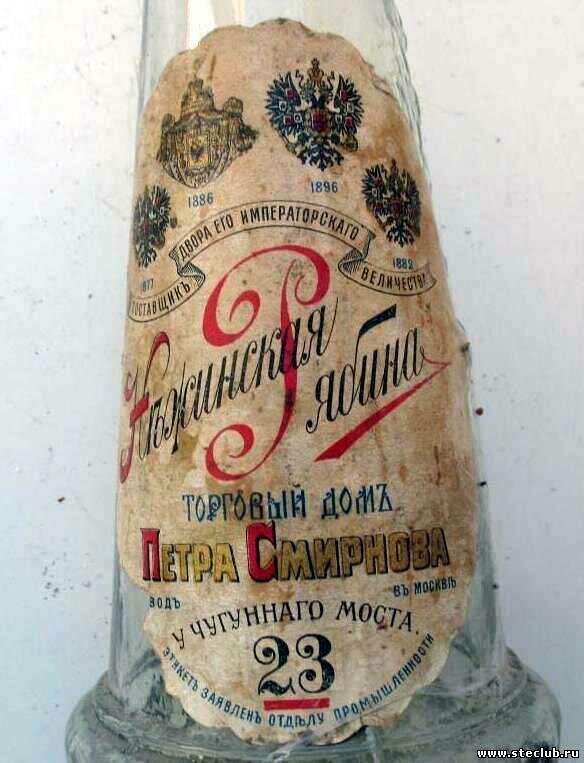 1886
1896
1877
1882
ПОСТАВЩИКЪ ДВОРА ЕГО ИМПЕРАТОРСКАГО ВЕЛИЧЕСТВА
Нѣжинская
Рябина
ТОРГОВЫЙ ДОМЪ
ПЕТРА СМИРНОВА
ВОДЪ
ВЪ МОСКВѢ
У ЧУГУННАГО МОСТА.
23
ЭТИКЕТЪ ЗАЯВЛЕНЪ ОТДѢЛУ ПРОМЫШЛЕННОСТИ
www.steclub.ru